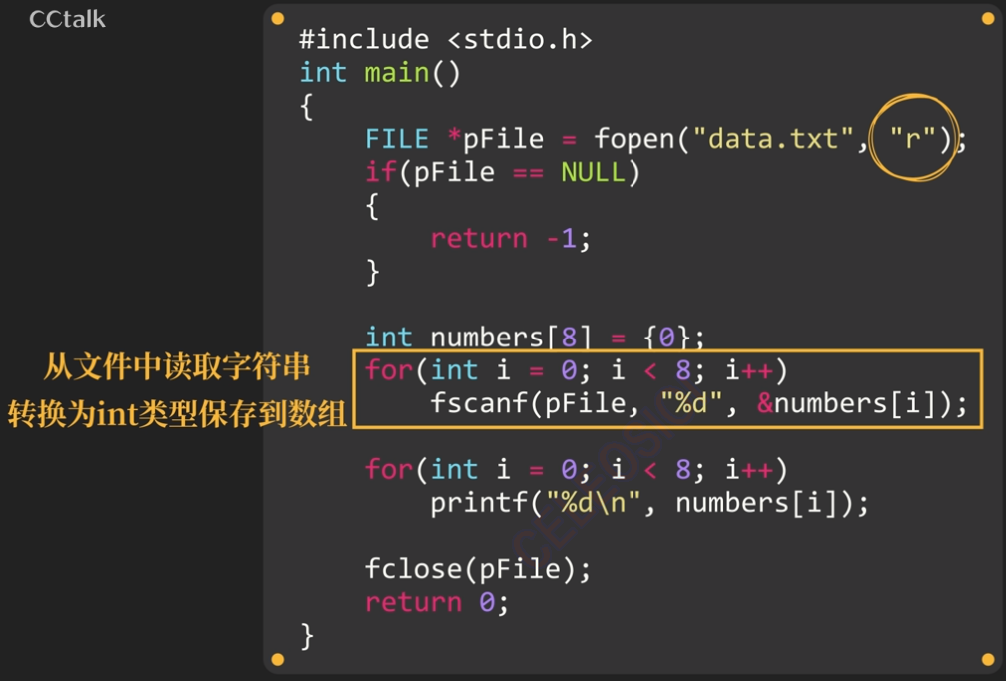 CCtalk
#include <stdio.h>
int main()
{
    FILE *pFile = fopen("data.txt", "r");
    if(pFile == NULL)
    {
        return -1;
    }
    int numbers[8] = {0};
从文件中读取字符串
转换为int类型保存到数组
    for(int i = 0; i < 8; i++)
        fscanf(pFile, "%d", &numbers[i]);
    for(int i = 0; i < 8; i++)
        printf("%d\n", numbers[i]);
    fclose(pFile);
    return 0;
}